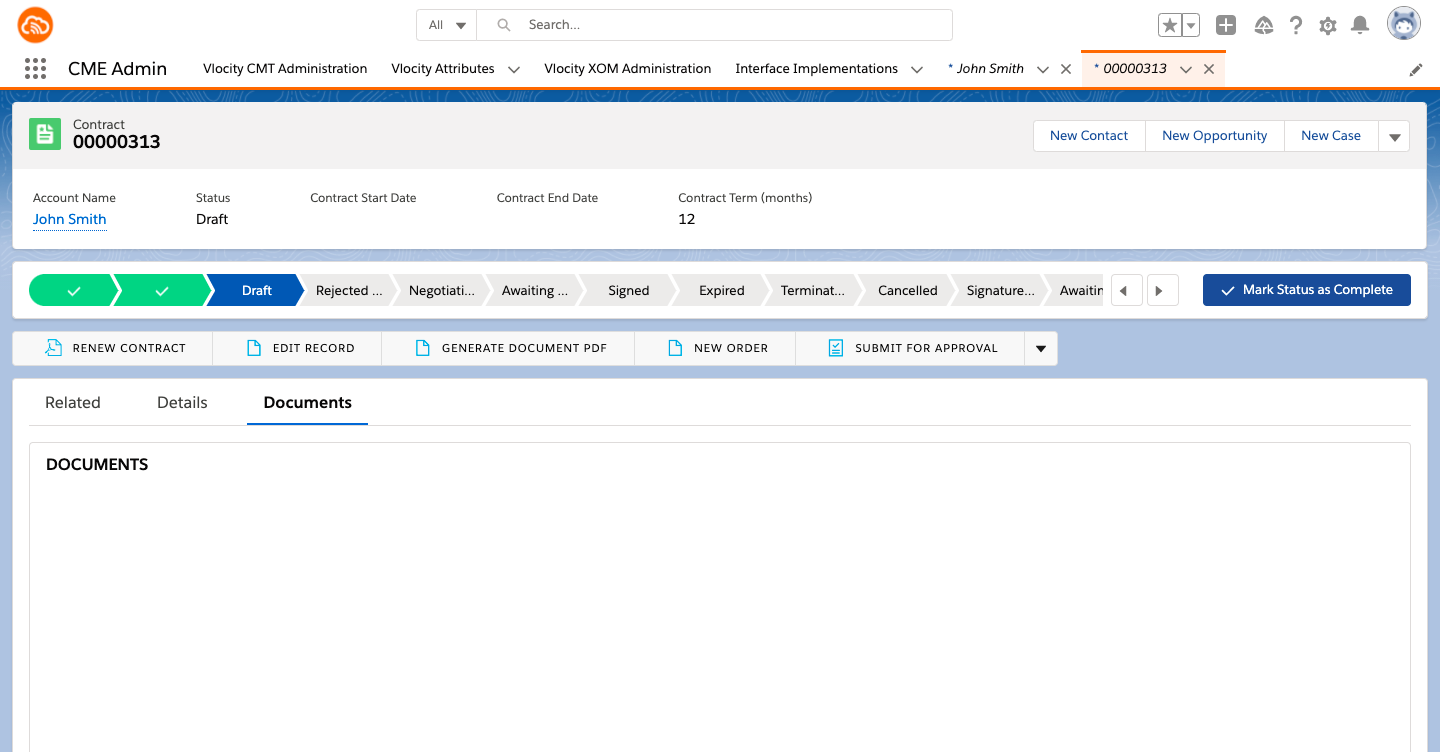 All
Search...
CME Admin
Vlocity CMT Administration
Vlocity Attributes
Vlocity XOM Administration
Interface Implementations
* John Smith
* 00000313
Contract
00000313
New Contact
New Opportunity
New Case
Account Name
Status
Contract Start Date
Contract End Date
Contract Term (months)
John Smith
Draft
12
Draft
Rejected ...
Negotiati...
Awaiting ...
Signed
Expired
Terminat...
Cancelled
Signature...
Awaitin
Mark Status as Complete
RENEW CONTRACT
EDIT RECORD
GENERATE DOCUMENT PDF
NEW ORDER
SUBMIT FOR APPROVAL
Related
Details
Documents
DOCUMENTS